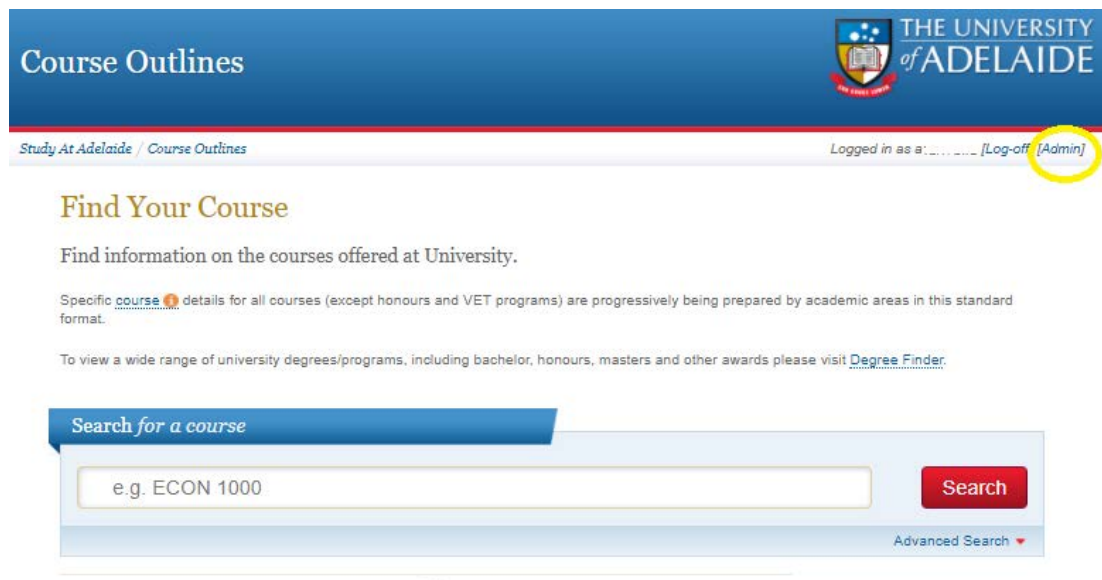 Course Outlines
THE UNIVERSITY
of ADELAIDE
Study At Adelaide / Course Outlines
Logged in as [Log-off] [Admin]
Find Your Course
Find information on the courses offered at University.
Specific course details for all courses (except honours and VET programs) are progressively being prepared by academic areas in this standard
format.
To view a wide range of university degrees/programs, including bachelor, honours, masters and other awards please visit Degree Finder.
Search for a course
e.g. ECON 1000
Search
Advanced Search